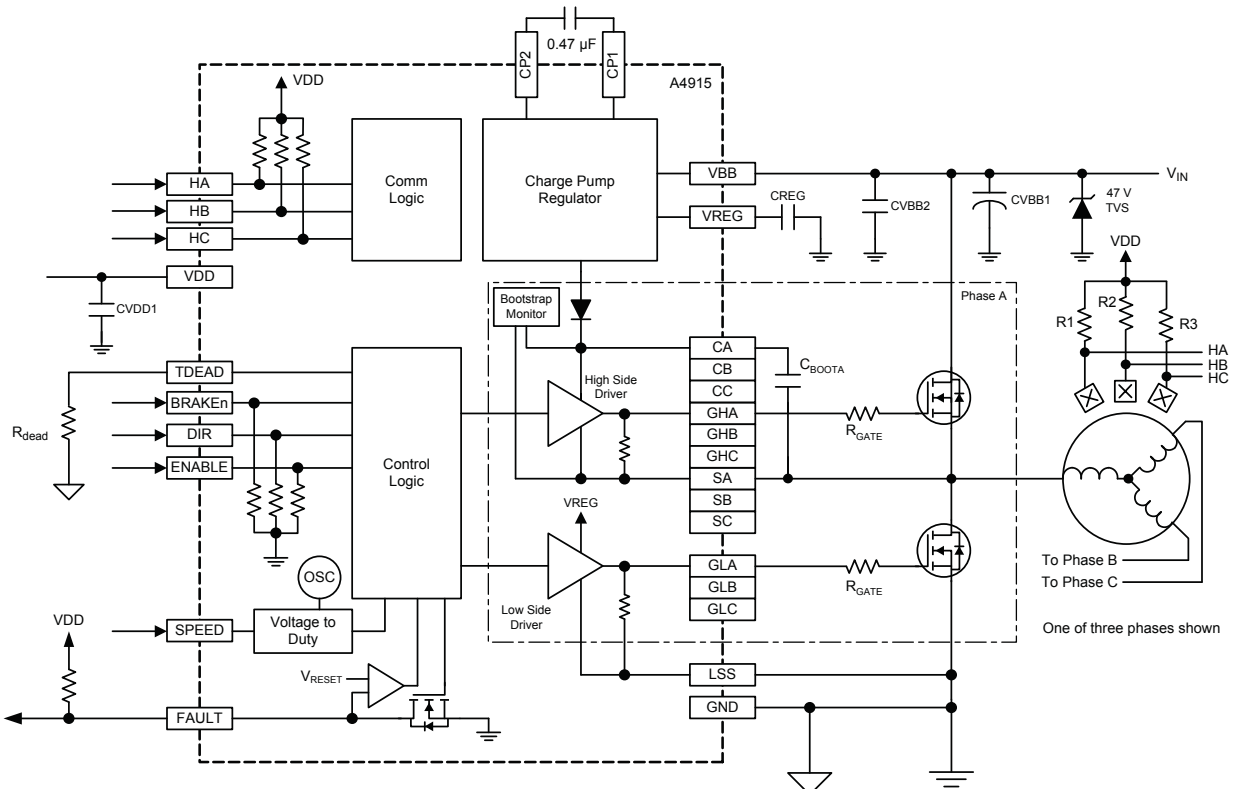 0.47 µF
CP2
CP1
A4915
VDD
HA
HB
HC
VDD
CVDD1
Comm
Logic
Charge Pump
Regulator
VBB
VREG
CREG
CVBB2
CVBB1
47 V
TVS
VIN
VDD
R1
R2
R3
HA
HB
HC
Phase A
Bootstrap
Monitor
TDEAD
BRAKEn
DIR
ENABLE
Rdead
Control
Logic
High Side
Driver
CA
CB
CC
GHA
GHB
GHC
SA
SB
SC
CBOOTA
RGATE
VREG
Low Side
Driver
GLA
GLB
GLC
RGATE
To Phase B
To Phase C
One of three phases shown
OSC
SPEED
Voltage to
Duty
VDD
VRESET
FAULT
LSS
GND